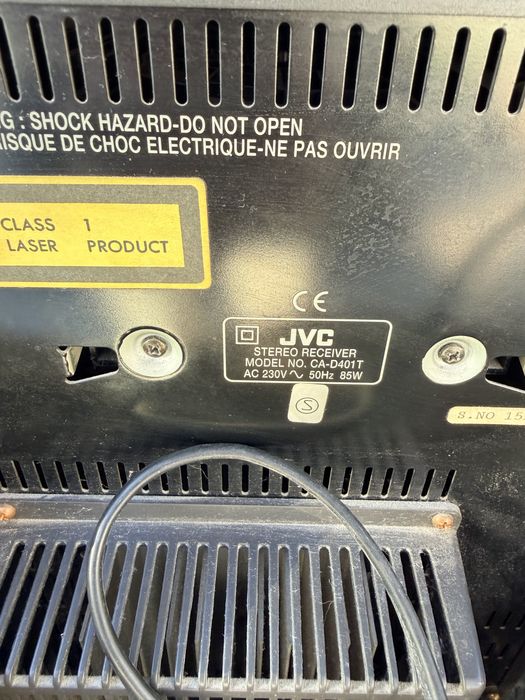 : SHOCK HAZARD-DO NOT OPEN
DE CHOC ELECTRIQUE-NE PAS OUVRIR
CLASS 1
LASER PRODUCT
CE
JVC
STEREO RECEIVER
MODEL NO. CA-D401T
AC 230V ~ 50Hz 85W
S
S.NO 15